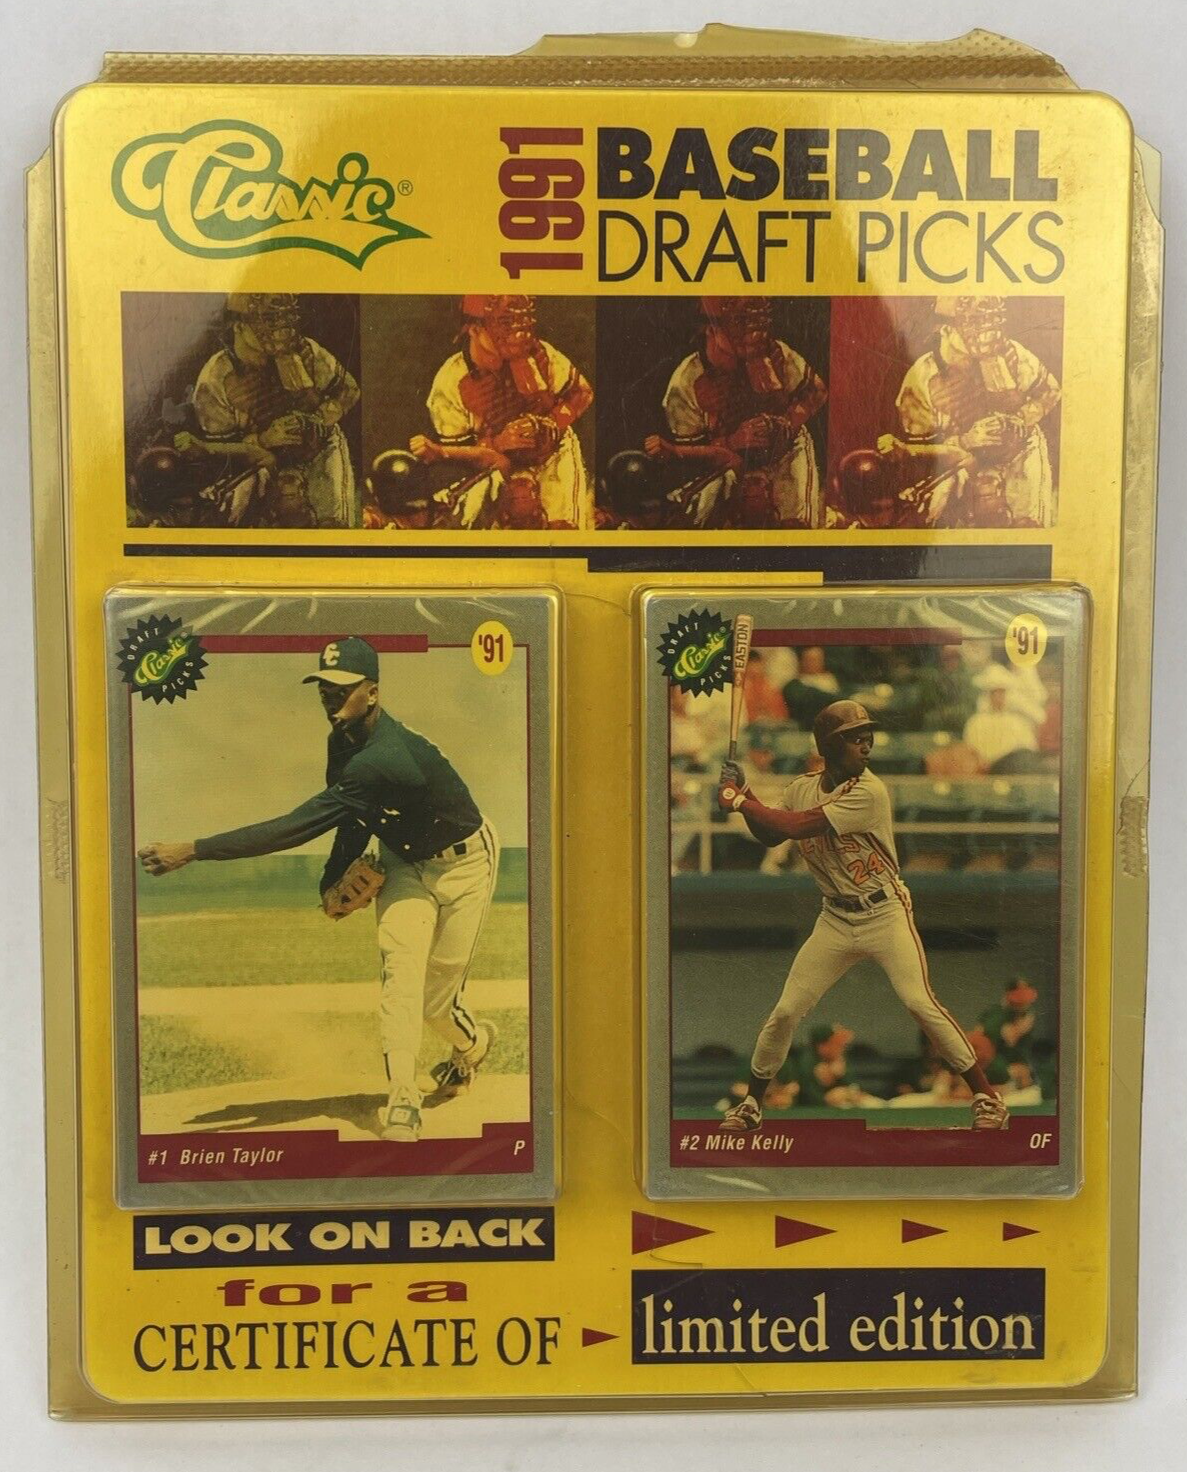 Classic®
1991
BASEBALL
DRAFT PICKS
DRAFT
Classic
PICKS
'91
#1 Brien Taylor
P
DRAFT
Classic
PICKS
EASTON
'91
24
#2 Mike Kelly
OF
LOOK ON BACK
for a
CERTIFICATE OF
limited edition